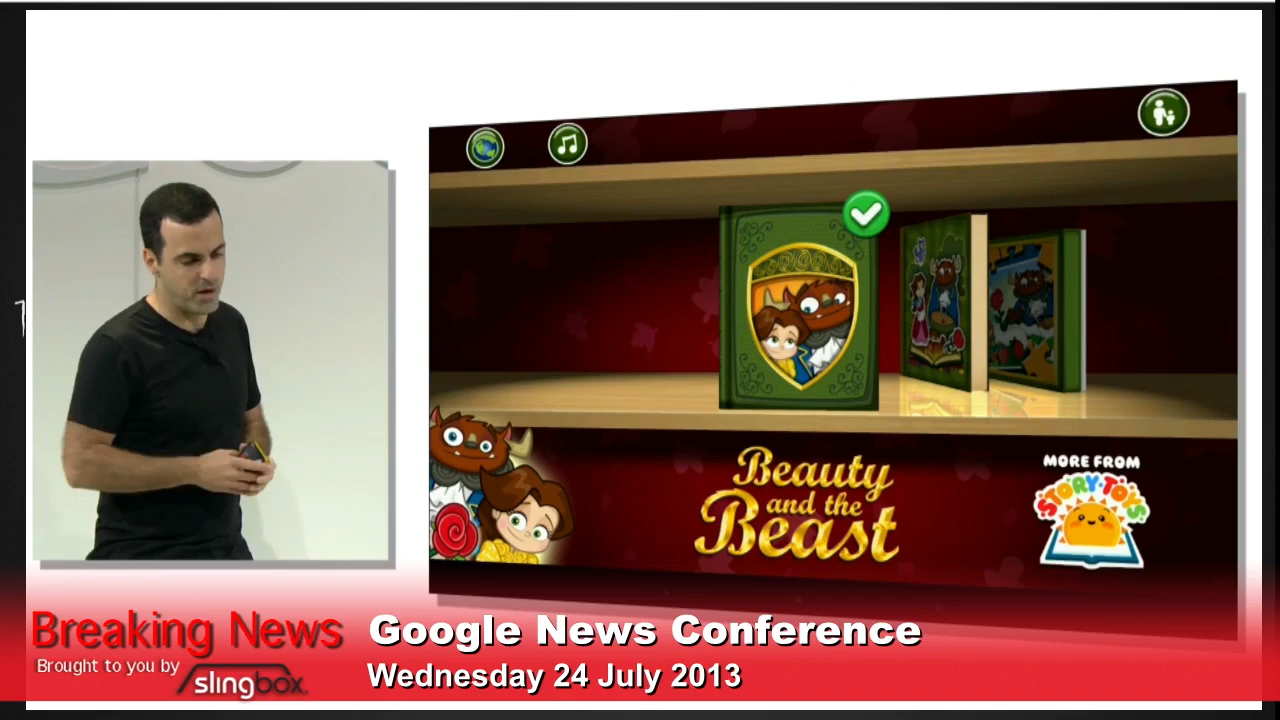 Beauty
and the
Beast
MORE FROM
STORY TOYS
Breaking News
Brought to you by
slingbox.
Google News Conference
Wednesday 24 July 2013